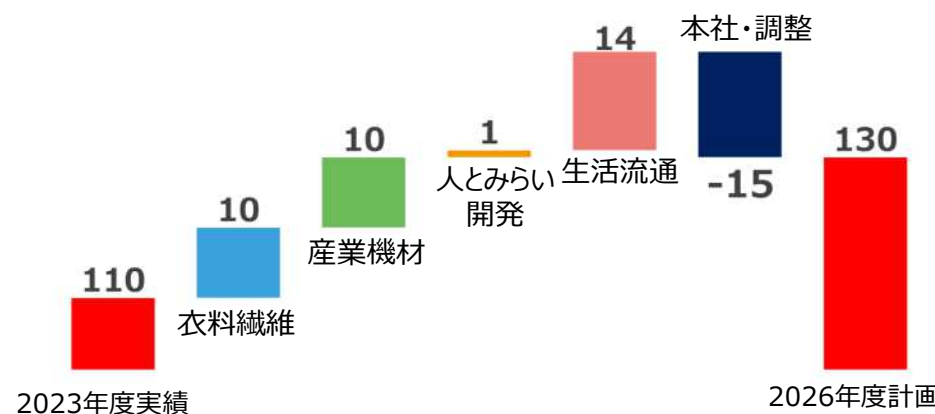 110
2023年度実績
10
衣料繊維
10
産業機材
1
人とみらい
開発
14
生活流通
本社・調整
-15
130
2026年度計画